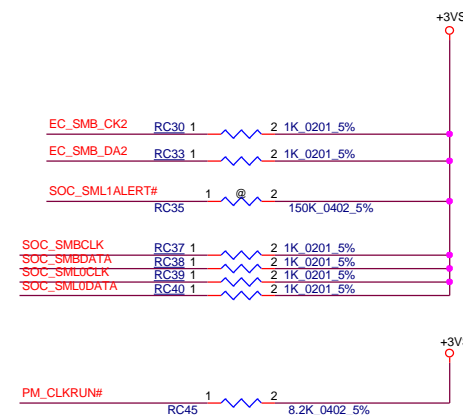 +3VS
EC_SMB_CK2 RC30 1 2 1K_0201_5%
EC_SMB_DA2 RC33 1 2 1K_0201_5%
SOC_SML1ALERT# 1 @ 2
RC35 150K_0402_5%
SOC_SMBCLK RC37 1 2 1K_0201_5%
SOC_SMBDATA RC38 1 2 1K_0201_5%
SOC_SML0CLK RC39 1 2 1K_0201_5%
SOC_SML0DATA RC40 1 2 1K_0201_5%
+3VS
PM_CLKRUN# 1 2
RC45 8.2K_0402_5%